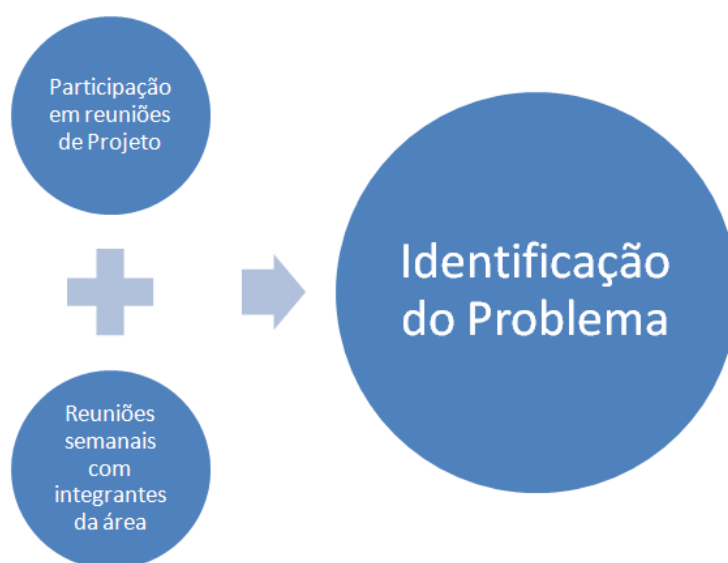 Participação
em reuniões
de Projeto
Reuniões
semanais
com
integrantes
da área
Identificação
do Problema